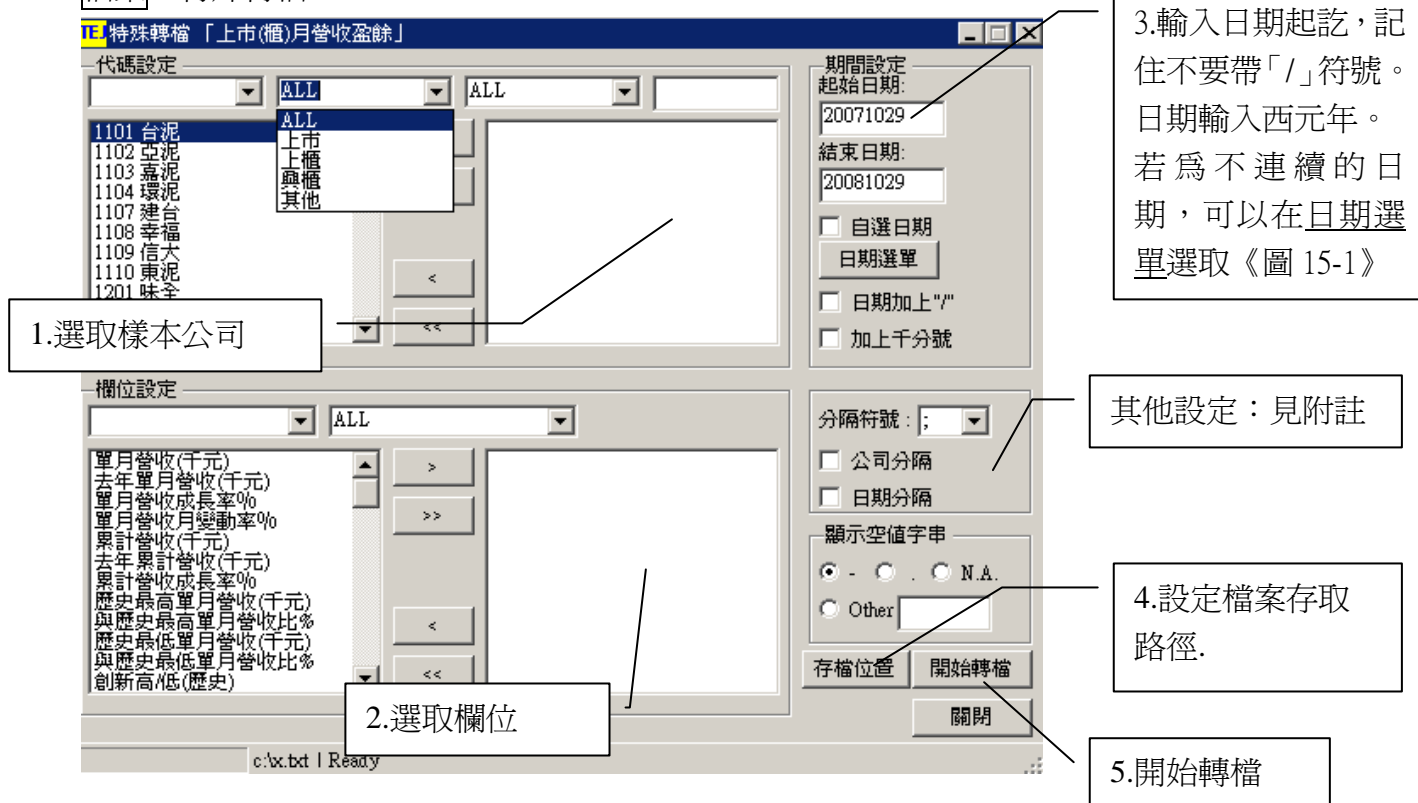 TEJ 特殊轉檔 「上市(櫃)月營收盈餘」
代碼設定
ALL
ALL
ALL
上市
上櫃
興櫃
其他
1101 台泥
1102 亞泥
1103 嘉泥
1104 環泥
1107 建台
1108 幸福
1109 信大
1110 東泥
1201 味全
<
<<
1.選取樣本公司
期間設定
起始日期:
20071029
結束日期:
20081029
自選日期
日期選單
日期加上"/"
加上千分號
3.輸入日期起訖，記
住不要帶「/」符號。
日期輸入西元年。
若為不連續的日
期，可以在日期選
單選取《圖 15-1》
欄位設定
ALL
單月營收(千元)
去年單月營收(千元)
單月營收成長率%
單月營收月變動率%
累計營收(千元)
去年累計營收(千元)
累計營收成長率%
歷史最高單月營收(千元)
與歷史最高單月營收比%
歷史最低單月營收(千元)
與歷史最低單月營收比%
創新高/低(歷史)
>
>>
<
<<
2.選取欄位
分隔符號 : ;
公司分隔
日期分隔
其他設定：見附註
顯示空值字串
- . N.A.
Other
存檔位置
開始轉檔
關閉
4.設定檔案存取
路徑.
5.開始轉檔
c:\x.txt | Ready